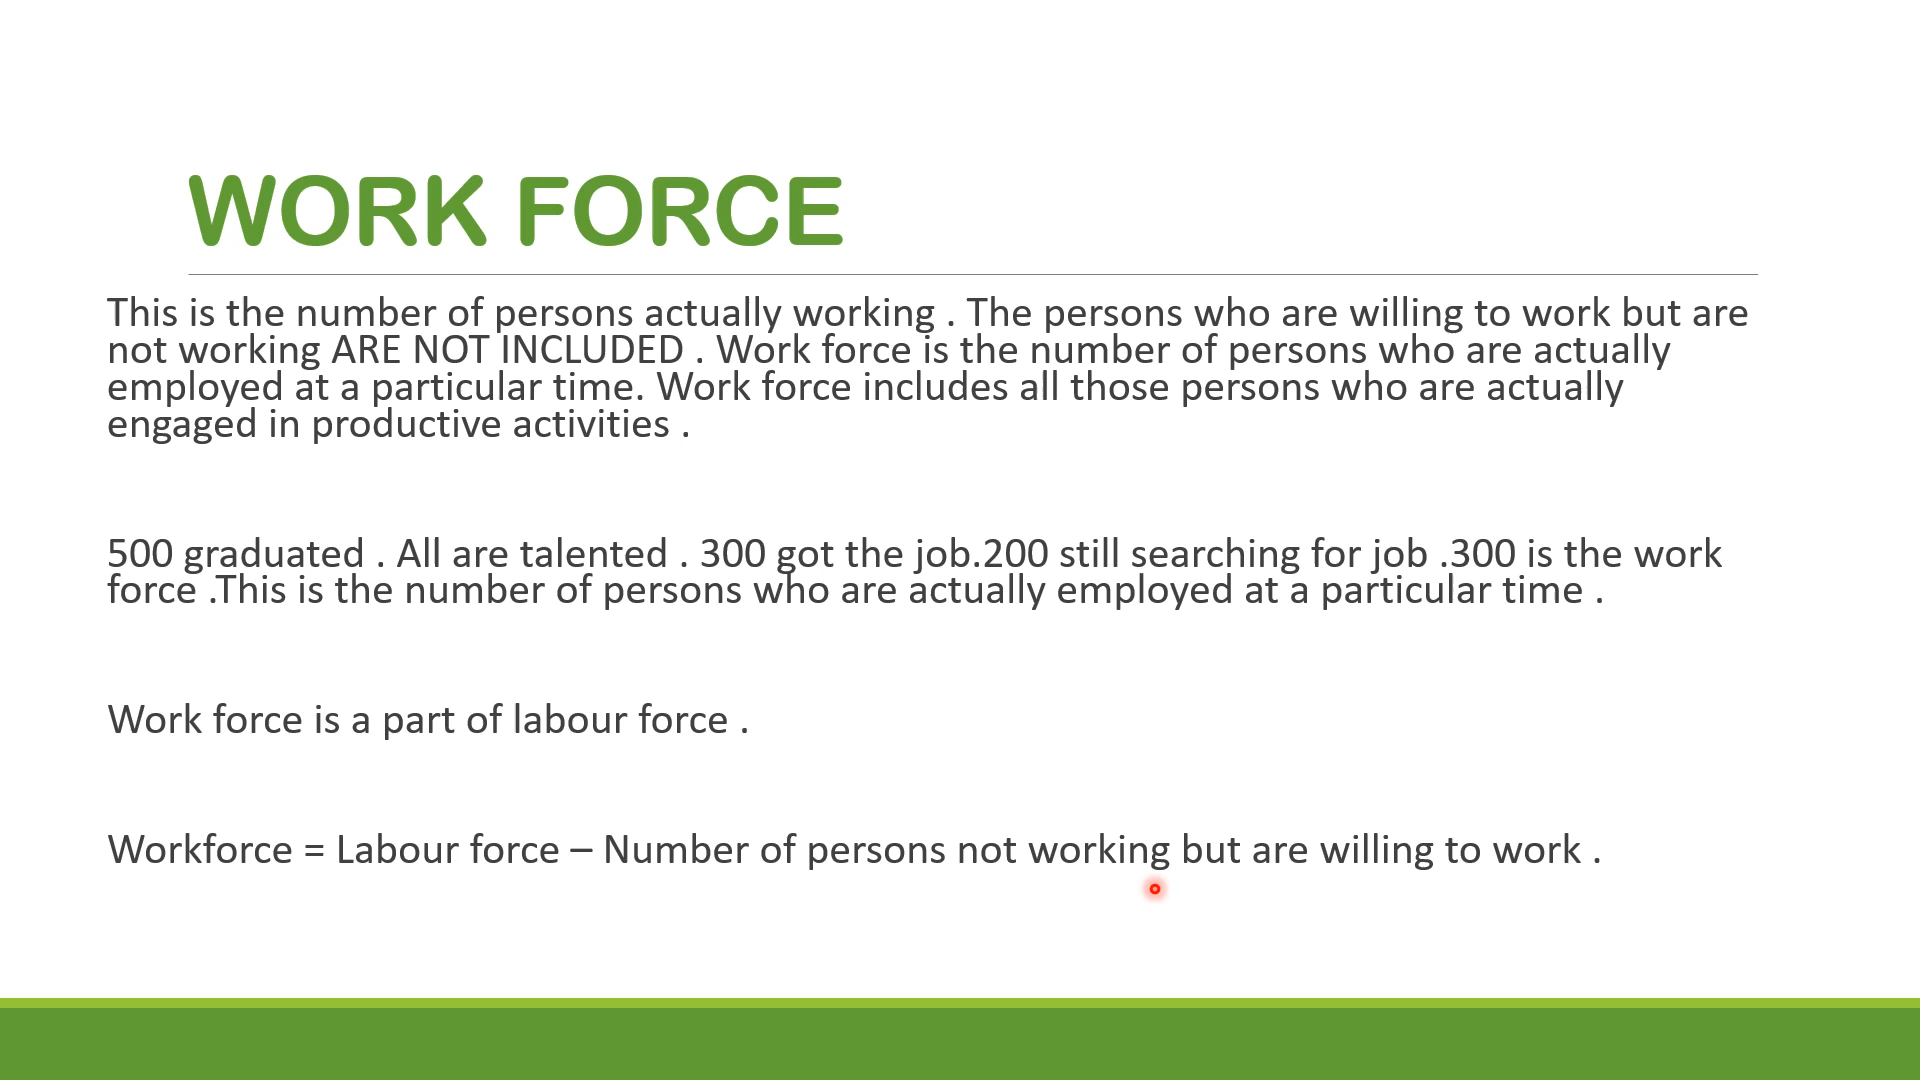 WORK FORCE
This is the number of persons actually working . The persons who are willing to work but are
not working ARE NOT INCLUDED . Work force is the number of persons who are actually
employed at a particular time. Work force includes all those persons who are actually
engaged in productive activities .
500 graduated . All are talented . 300 got the job.200 still searching for job .300 is the work
force .This is the number of persons who are actually employed at a particular time .
Work force is a part of labour force .
Workforce = Labour force – Number of persons not working but are willing to work .